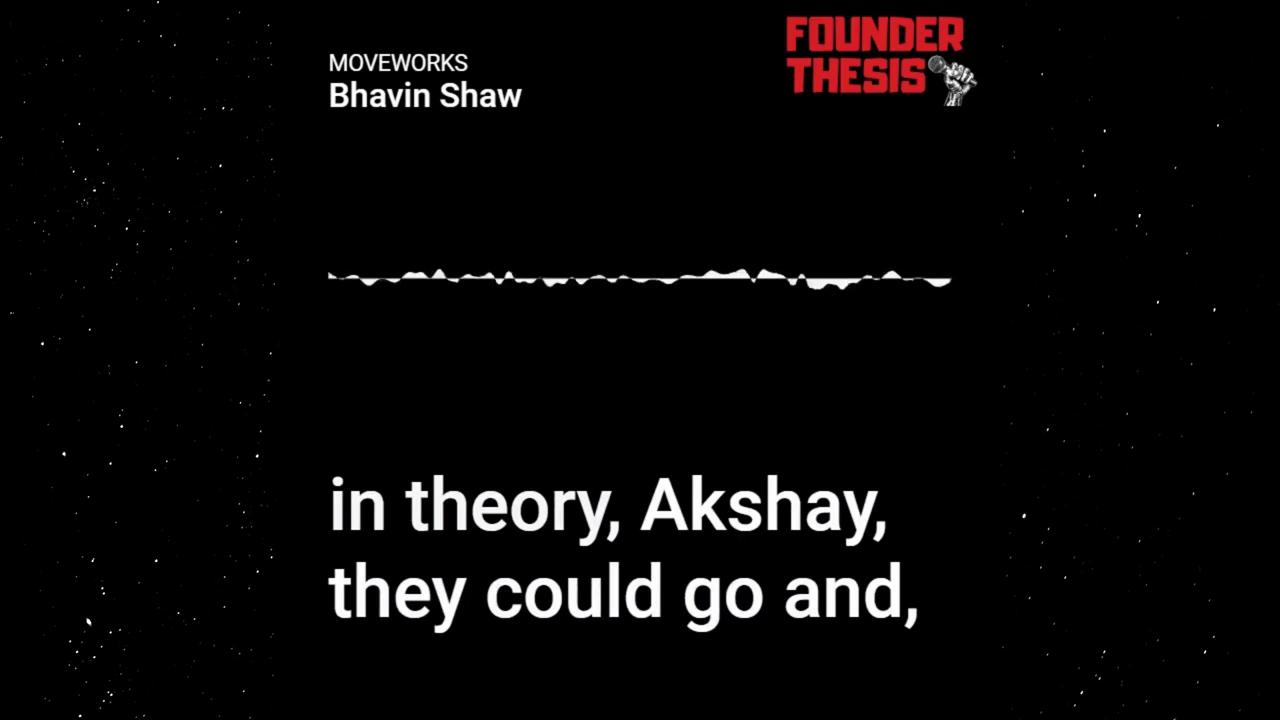 MOVEWORKS
Bhavin Shaw
FOUNDER
THESIS
in theory, Akshay,
they could go and,